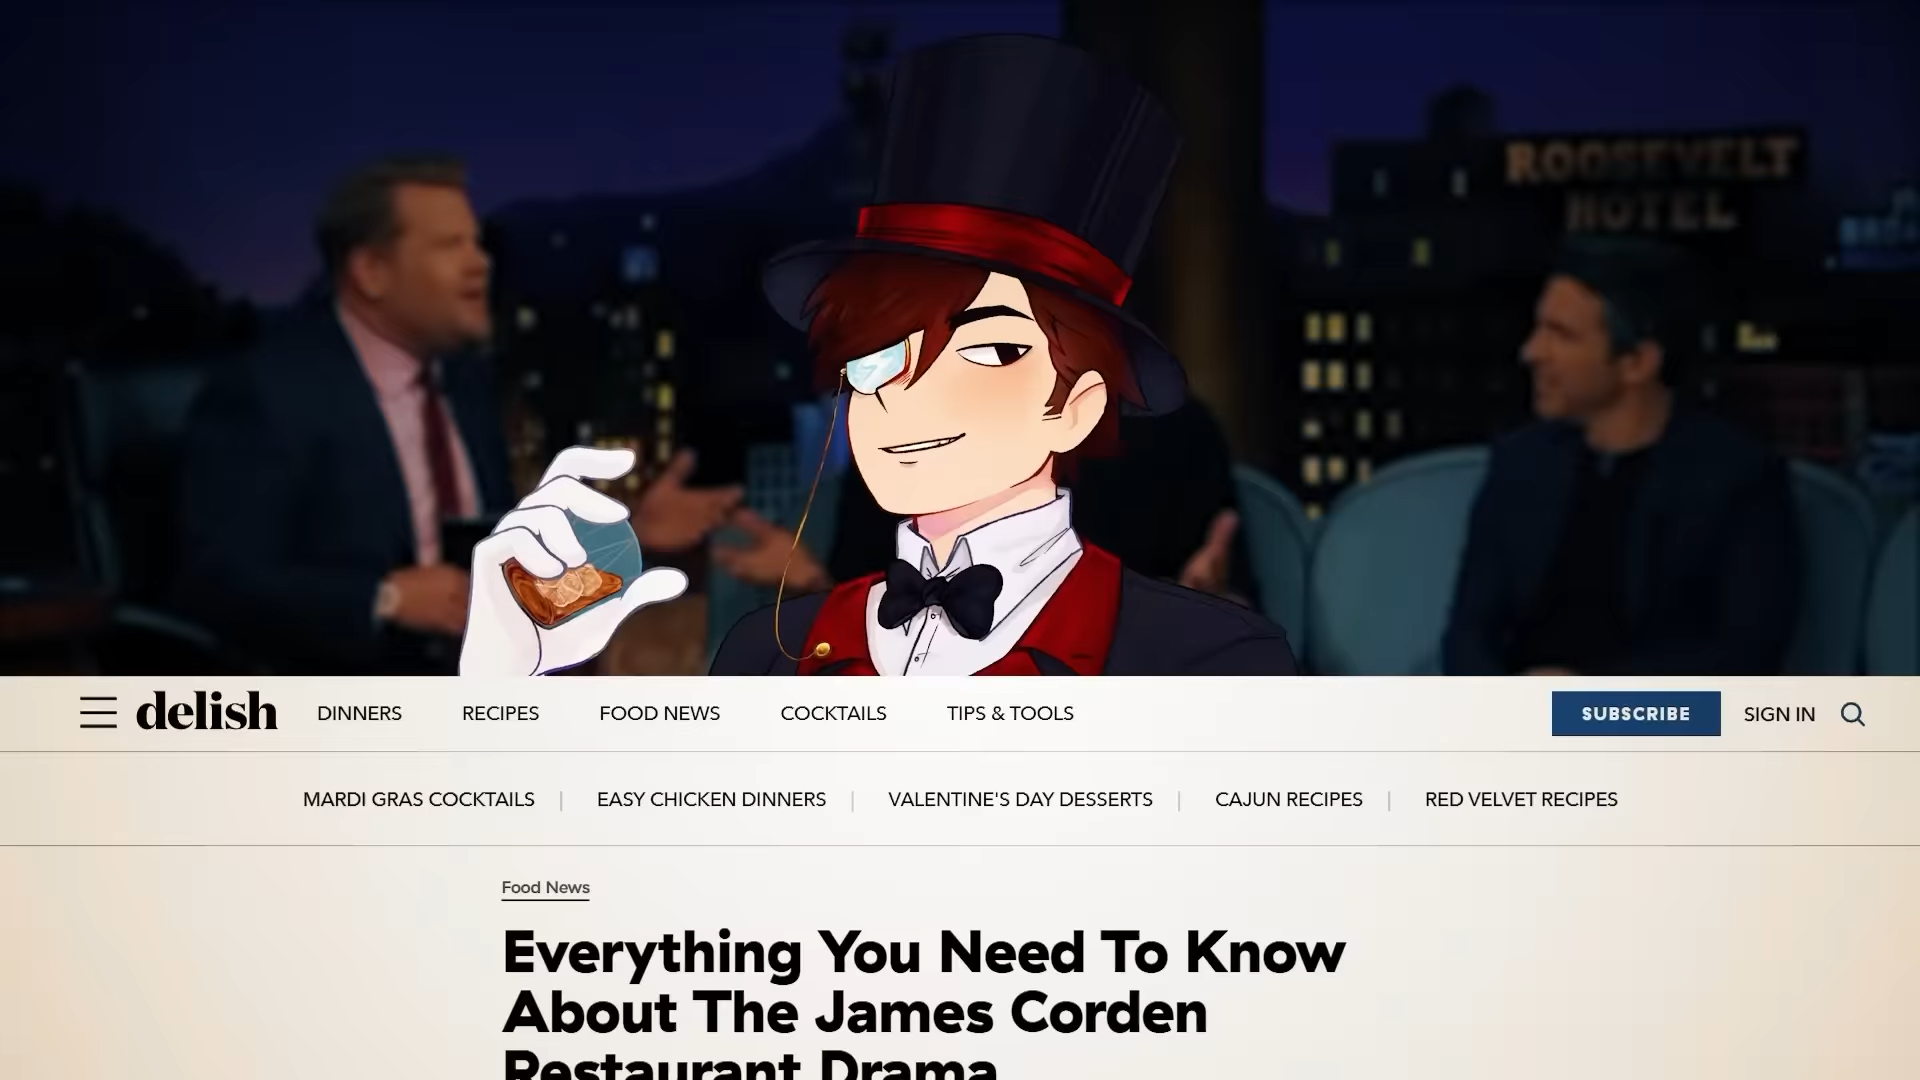 ROOSEVELT
HOTEL
delish DINNERS RECIPES FOOD NEWS COCKTAILS TIPS & TOOLS SUBSCRIBE SIGN IN
MARDI GRAS COCKTAILS | EASY CHICKEN DINNERS | VALENTINE'S DAY DESSERTS | CAJUN RECIPES | RED VELVET RECIPES
Food News
Everything You Need To Know
About The James Corden
Restaurant Drama